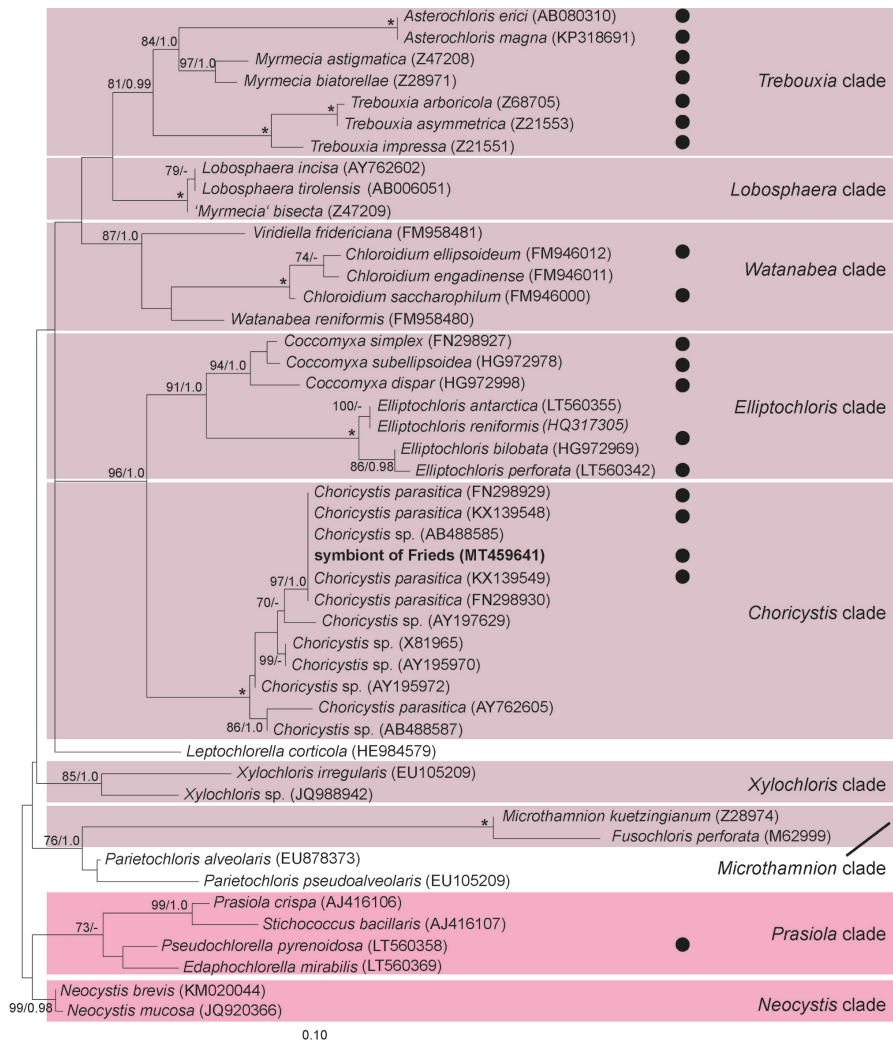 Asterochloris erici (AB080310)
*
Asterochloris magna (KP318691)
84/1.0
Myrmecia astigmatica (Z47208)
97/1.0
Myrmecia biatorellae (Z28971)
Trebouxia clade
81/0.99
Trebouxia arboricola (Z68705)
*
Trebouxia asymmetrica (Z21553)
*
Trebouxia impressa (Z21551)
79/-
Lobosphaera incisa (AY762602)
Lobosphaera tirolensis (AB006051)
Lobosphaera clade
*
‘Myrmecia‘ bisecta (Z47209)
87/1.0
Viridiella fridericiana (FM958481)
74/-
Chloroidium ellipsoideum (FM946012)
Watanabea clade
*
Chloroidium engadinense (FM946011)
Chloroidium saccharophilum (FM946000)
Watanabea reniformis (FM958480)
Coccomyxa simplex (FN298927)
94/1.0
Coccomyxa subellipsoidea (HG972978)
91/1.0
Coccomyxa dispar (HG972998)
100/-
Elliptochloris antarctica (LT560355)
Elliptochloris clade
*
Elliptochloris reniformis (HQ317305)
Elliptochloris bilobata (HG972969)
86/0.98
Elliptochloris perforata (LT560342)
96/1.0
Choricystis parasitica (FN298929)
Choricystis parasitica (KX139548)
Choricystis sp. (AB488585)
symbiont of Frieds (MT459641)
97/1.0
Choricystis parasitica (KX139549)
70/-
Choricystis parasitica (FN298930)
Choricystis clade
Choricystis sp. (AY197629)
Choricystis sp. (X81965)
99/-
Choricystis sp. (AY195970)
*
Choricystis sp. (AY195972)
Choricystis parasitica (AY762605)
86/1.0
Choricystis sp. (AB488587)
Leptochlorella corticola (HE984579)
85/1.0
Xylochloris irregularis (EU105209)
Xylochloris clade
Xylochloris sp. (JQ988942)
*
Microthamnion kuetzingianum (Z28974)
Fusochloris perforata (M62999)
76/1.0
Parietochloris alveolaris (EU878373)
Microthamnion clade
Parietochloris pseudoalveolaris (EU105209)
99/1.0
Prasiola crispa (AJ416106)
Stichococcus bacillaris (AJ416107)
Prasiola clade
73/-
Pseudochlorella pyrenoidosa (LT560358)
Edaphochlorella mirabilis (LT560369)
Neocystis brevis (KM020044)
Neocystis clade
99/0.98
Neocystis mucosa (JQ920366)
0.10